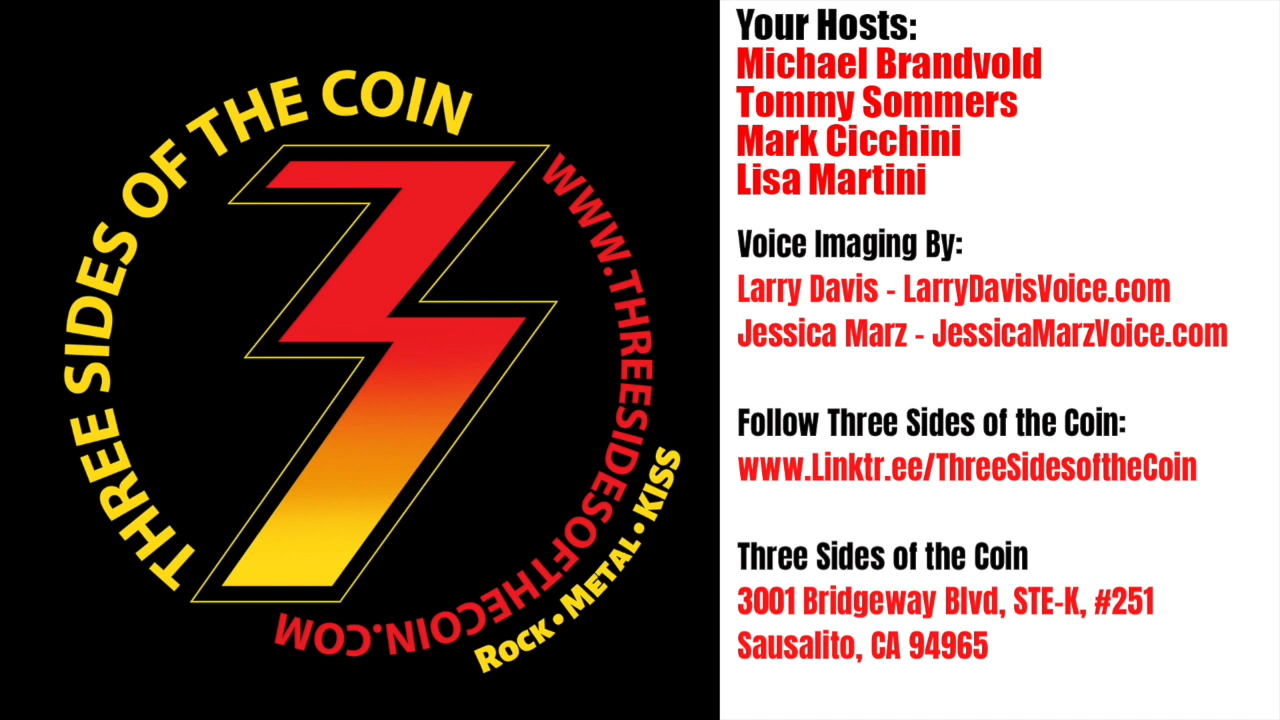 THREE SIDES OF THE COIN
WWW.THREESIDESOFTHECOIN.COM
ROCK • METAL • KISS
Your Hosts:
Michael Brandvold
Tommy Sommers
Mark Cicchini
Lisa Martini
Voice Imaging By:
Larry Davis - LarryDavisVoice.com
Jessica Marz - JessicaMarzVoice.com
Follow Three Sides of the Coin:
www.Linktr.ee/ThreeSidesoftheCoin
Three Sides of the Coin
3001 Bridgeway Blvd, STE-K, #251
Sausalito, CA 94965